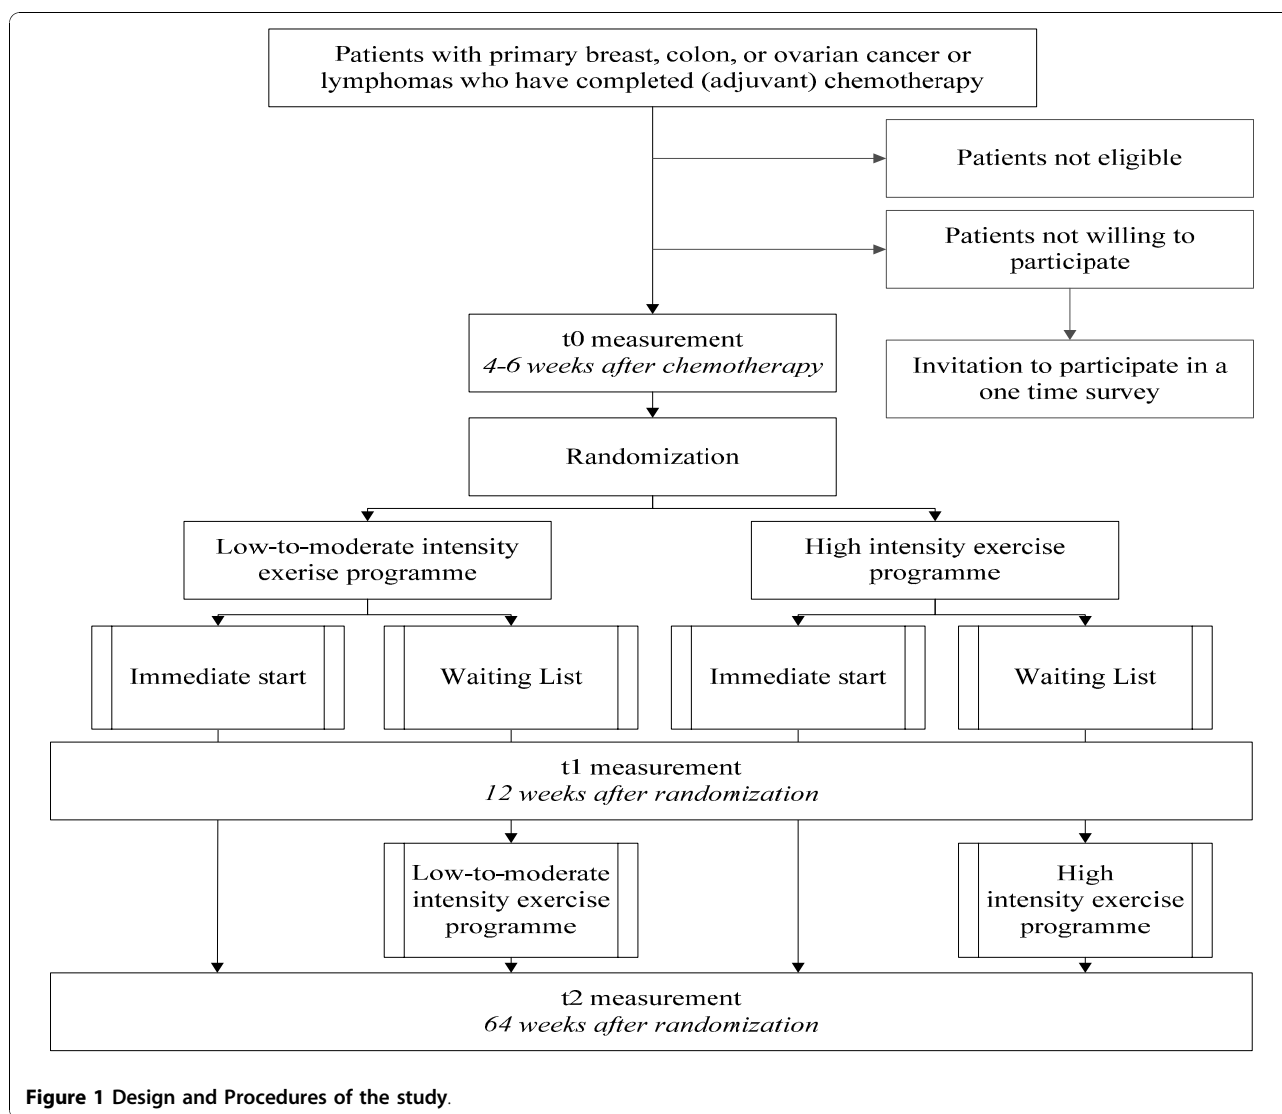 Patients with primary breast, colon, or ovarian cancer or
lymphomas who have completed (adjuvant) chemotherapy
Patients not eligible
Patients not willing to
participate
Invitation to participate in a
one time survey
t0 measurement
4-6 weeks after chemotherapy
Randomization
Low-to-moderate intensity
exerise programme
High intensity exercise
programme
Immediate start
Waiting List
Immediate start
Waiting List
t1 measurement
12 weeks after randomization
Low-to-moderate
intensity exercise
programme
High
intensity exercise
programme
t2 measurement
64 weeks after randomization
Figure 1 Design and Procedures of the study.